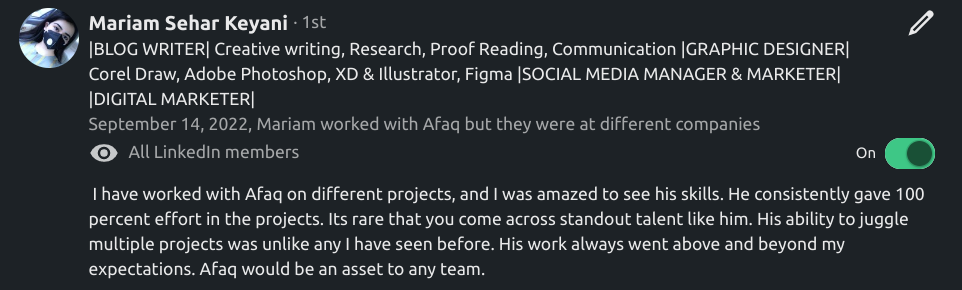 Mariam Sehar Keyani · 1st
|BLOG WRITER| Creative writing, Research, Proof Reading, Communication |GRAPHIC DESIGNER|
Corel Draw, Adobe Photoshop, XD & Illustrator, Figma |SOCIAL MEDIA MANAGER & MARKETER|
|DIGITAL MARKETER|
September 14, 2022, Mariam worked with Afaq but they were at different companies
All LinkedIn members
On
I have worked with Afaq on different projects, and I was amazed to see his skills. He consistently gave 100
percent effort in the projects. Its rare that you come across standout talent like him. His ability to juggle
multiple projects was unlike any I have seen before. His work always went above and beyond my
expectations. Afaq would be an asset to any team.